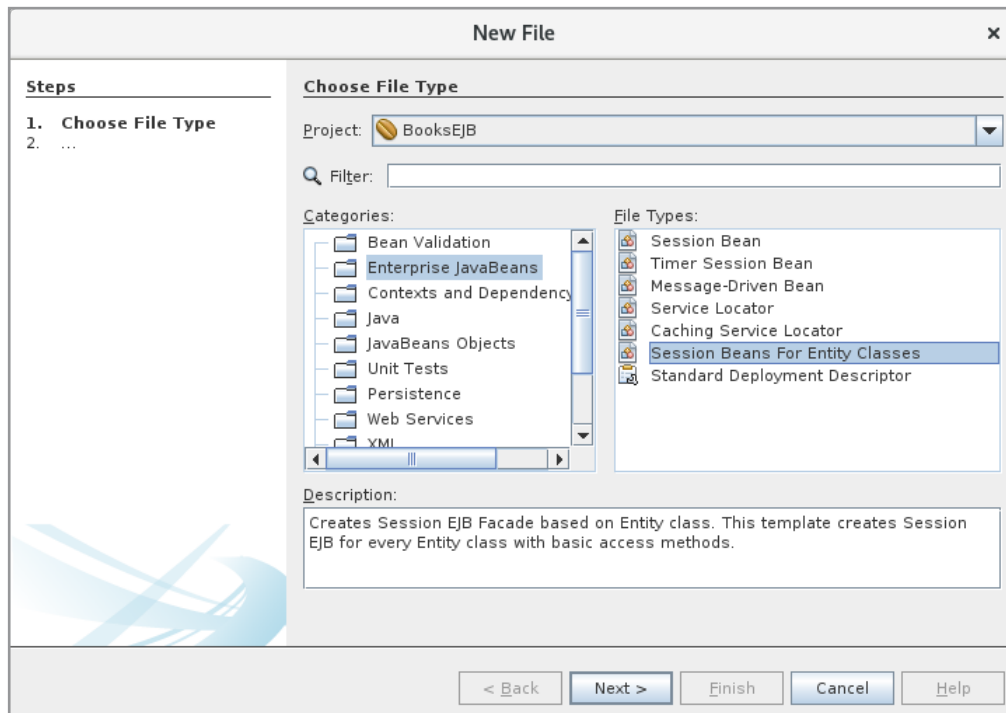 New File
Steps
1. Choose File Type
2. ...
Choose File Type
Project: BooksEJB
Filter:
Categories:
Bean Validation
Enterprise JavaBeans
Contexts and Dependency
Java
JavaBeans Objects
Unit Tests
Persistence
Web Services
XML
File Types:
Session Bean
Timer Session Bean
Message-Driven Bean
Service Locator
Caching Service Locator
Session Beans For Entity Classes
Standard Deployment Descriptor
Description:
Creates Session EJB Facade based on Entity class. This template creates Session
EJB for every Entity class with basic access methods.
< Back Next > Finish Cancel Help